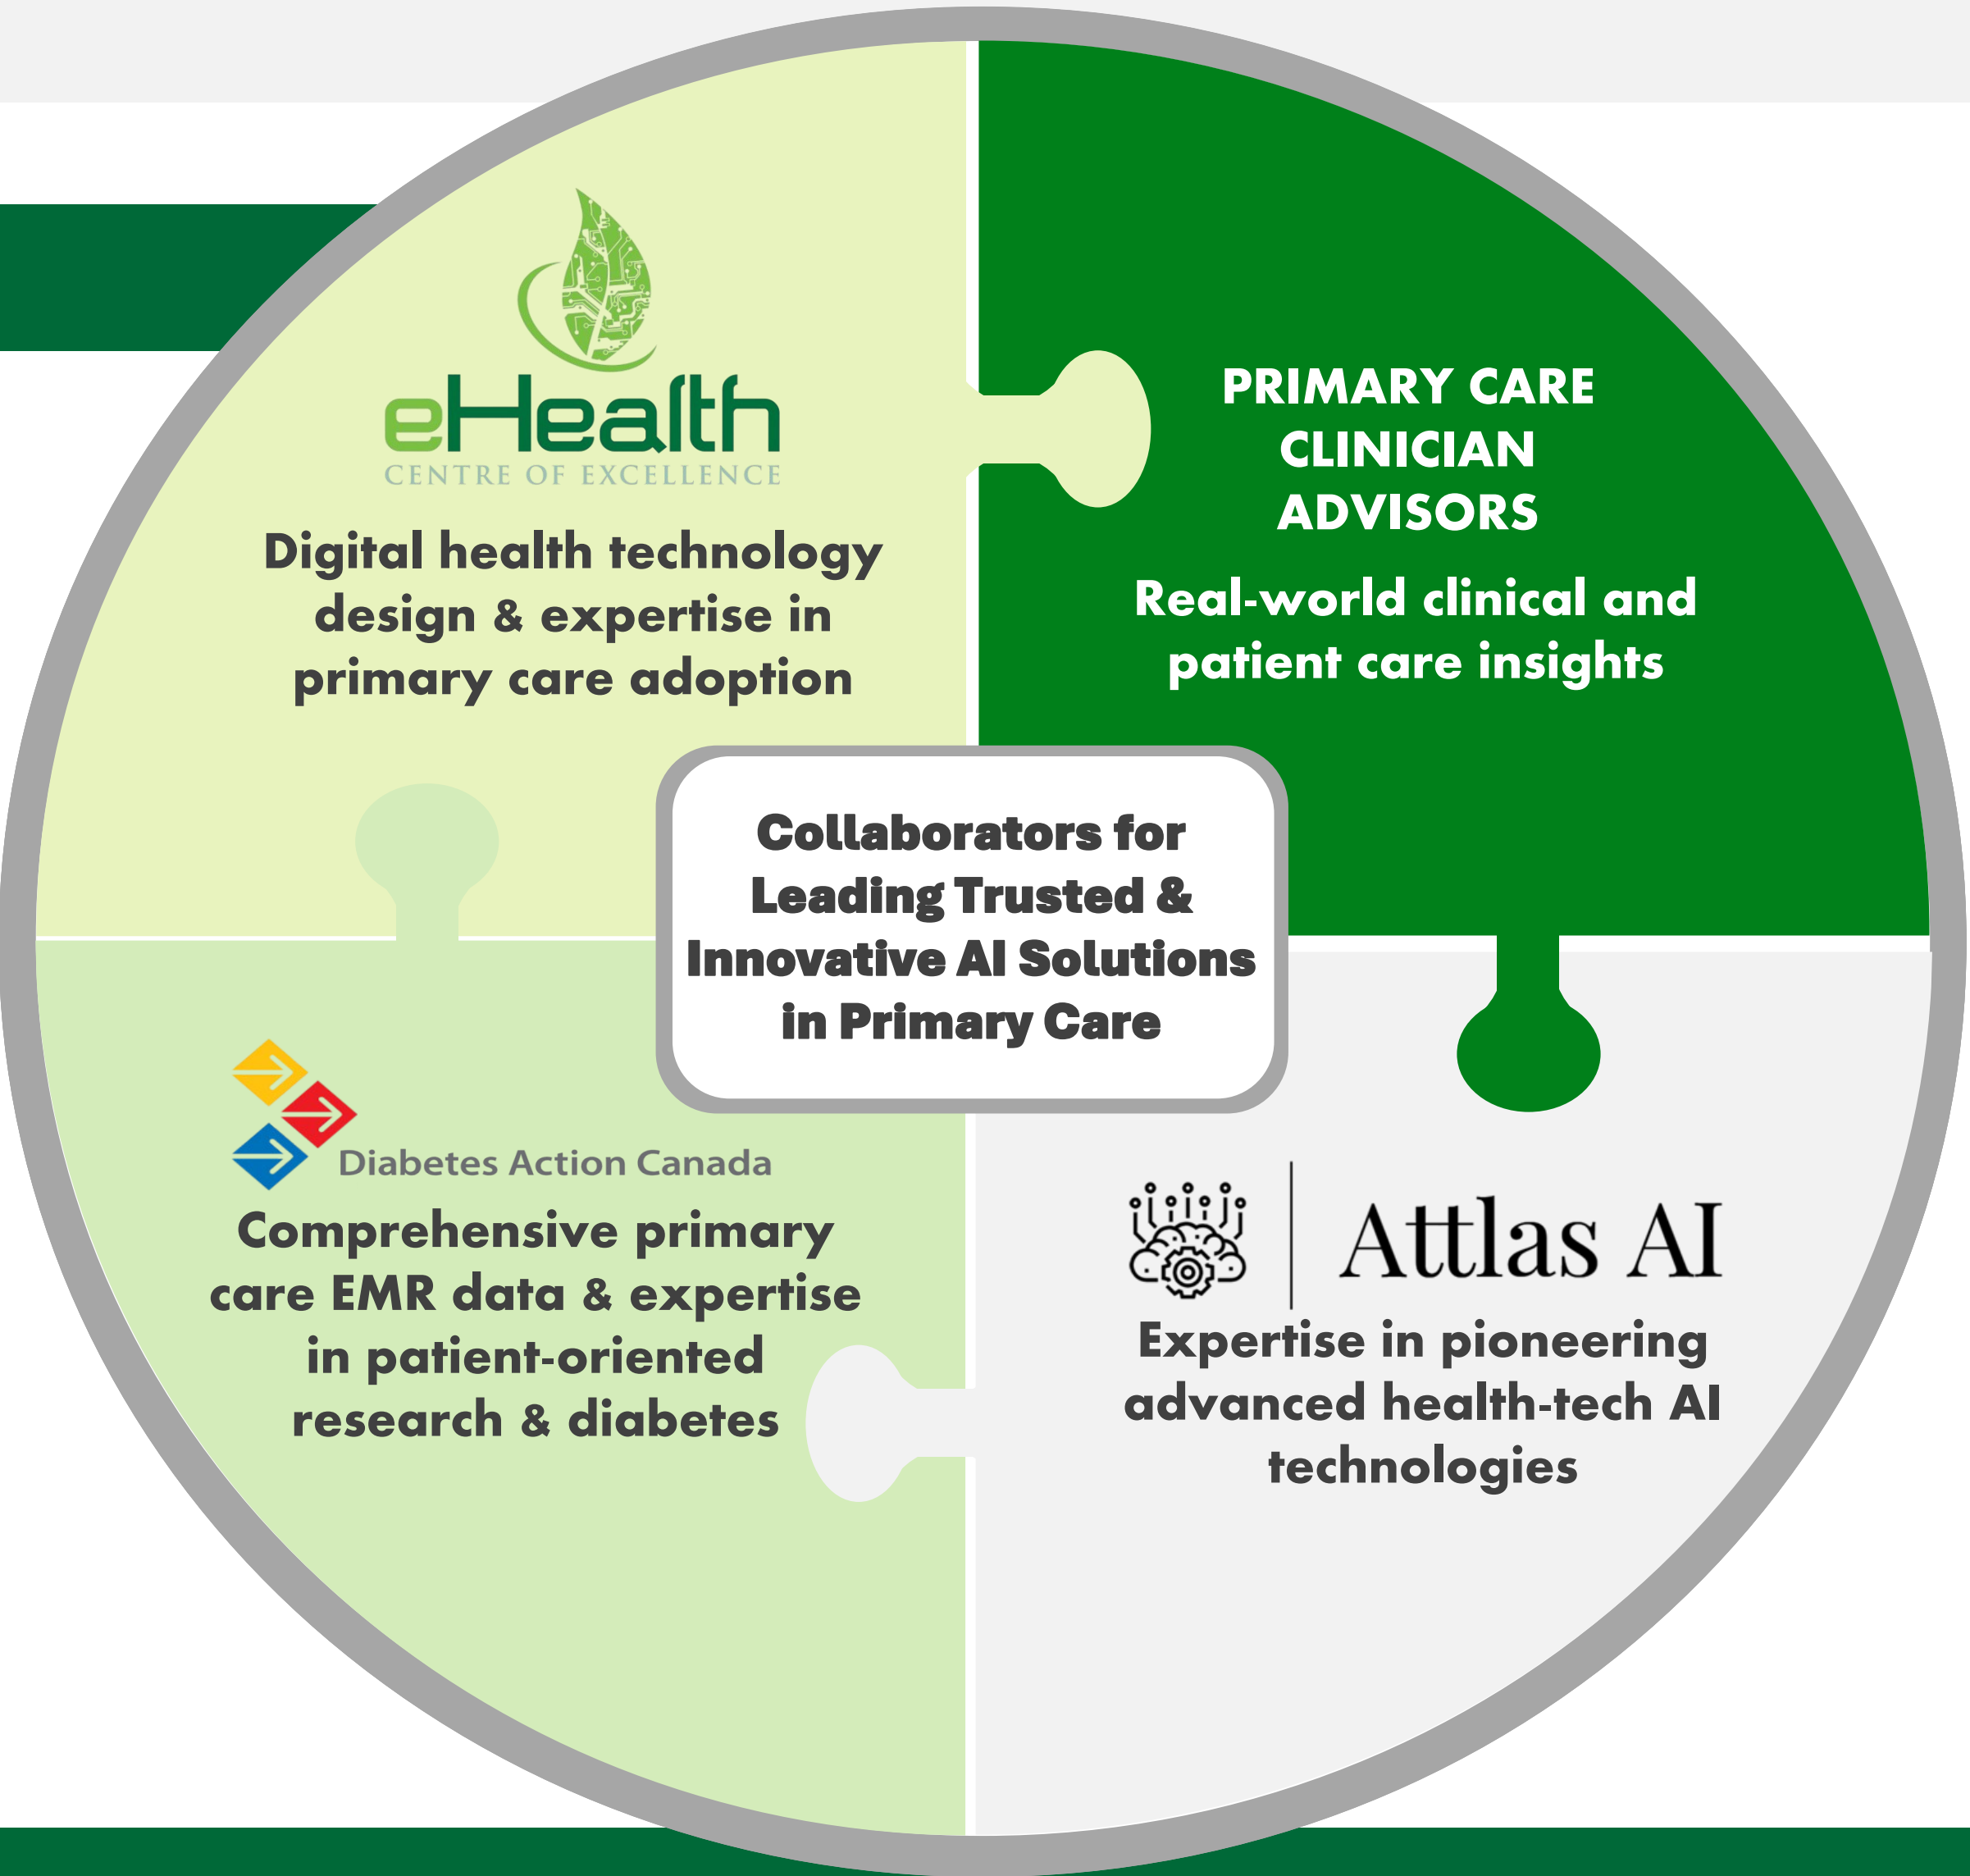 eHealth
CENTRE OF EXCELLENCE
Digital health technology
design & expertise in
primary care adoption
PRIMARY CARE
CLINICIAN
ADVISORS
Real-world clinical and
patient care insights
Collaborators for
Leading Trusted &
Innovative AI Solutions
in Primary Care
Diabetes Action Canada
Comprehensive primary
care EMR data & expertise
in patient-oriented
research & diabetes
Attlas AI
Expertise in pioneering
advanced health-tech AI
technologies